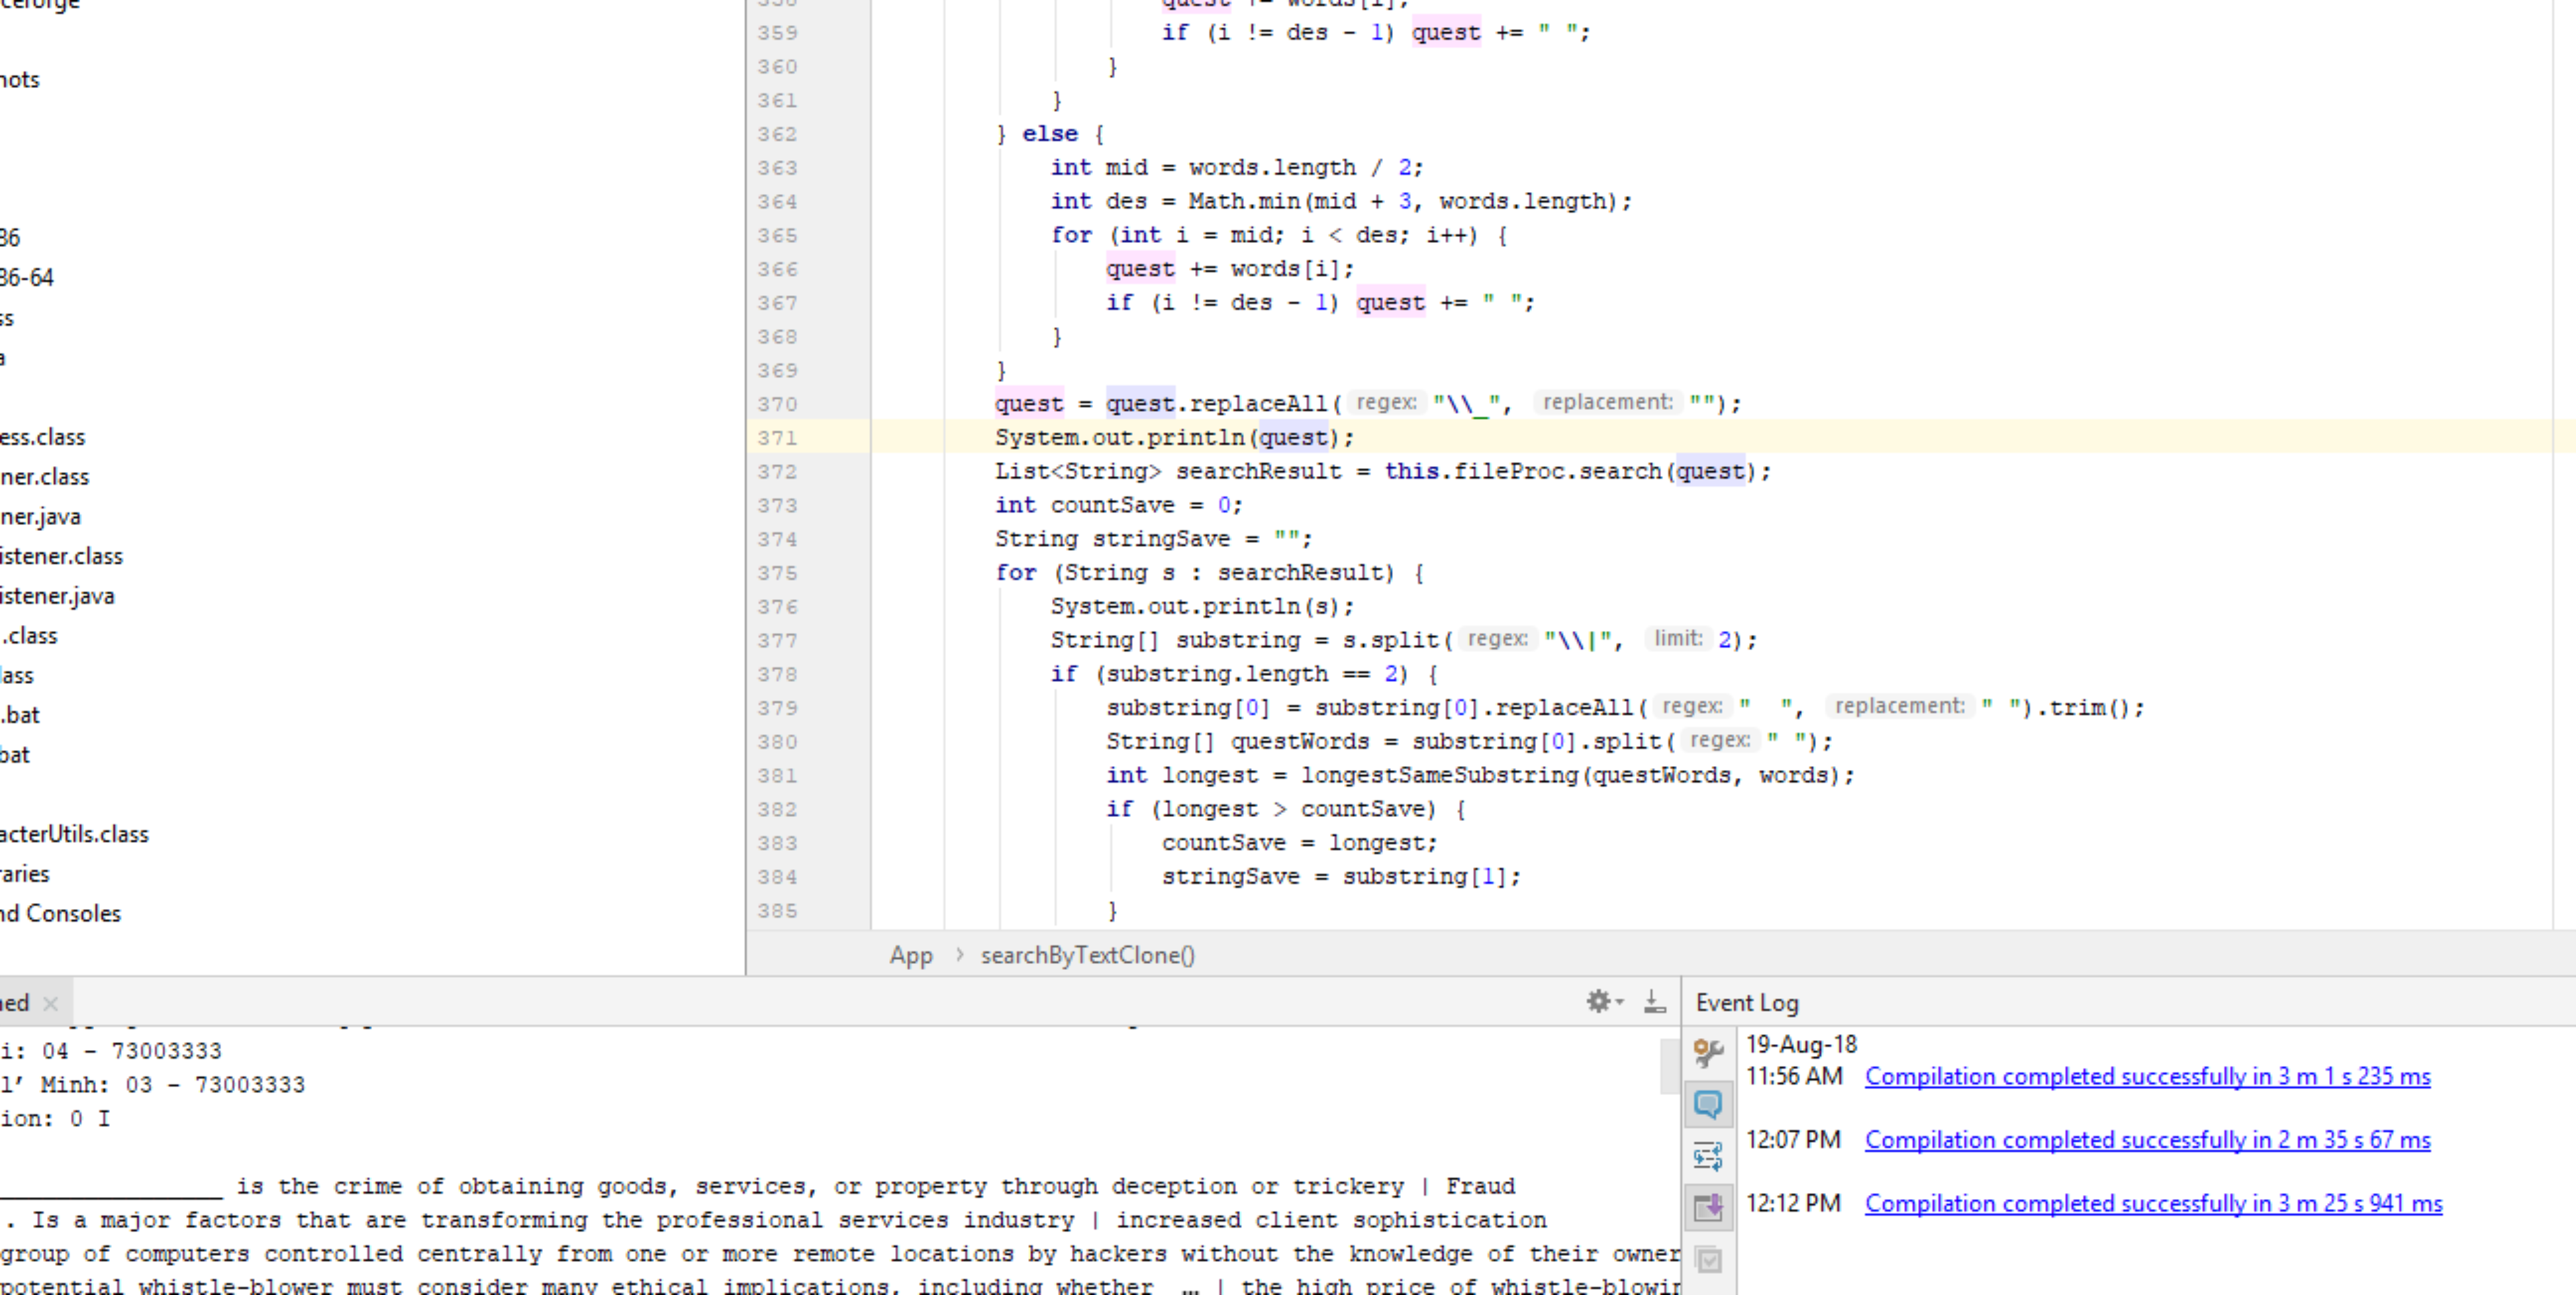 ceforge
nots
86
86-64
ss
a
ess.class
ner.class
ner.java
istener.class
istener.java
.class
lass
.bat
bat
acterUtils.class
raries
nd Consoles
358 quest += words[i];
359 if (i != des - 1) quest += " ";
360 }
361 }
362 } else {
363 int mid = words.length / 2;
364 int des = Math.min(mid + 3, words.length);
365 for (int i = mid; i < des; i++) {
366 quest += words[i];
367 if (i != des - 1) quest += " ";
368 }
369 }
370 quest = quest.replaceAll( regex: "\\_", replacement: "");
371 System.out.println(quest);
372 List<String> searchResult = this.fileProc.search(quest);
373 int countSave = 0;
374 String stringSave = "";
375 for (String s : searchResult) {
376 System.out.println(s);
377 String[] substring = s.split( regex: "\\|", limit: 2);
378 if (substring.length == 2) {
379 substring[0] = substring[0].replaceAll( regex: "  ", replacement: " ").trim();
380 String[] questWords = substring[0].split( regex: " ");
381 int longest = longestSameSubstring(questWords, words);
382 if (longest > countSave) {
383 countSave = longest;
384 stringSave = substring[1];
385 }
App › searchByTextClone()
ned
i: 04 - 73003333
l’ Minh: 03 - 73003333
ion: 0 I
________________ is the crime of obtaining goods, services, or property through deception or trickery | Fraud
. Is a major factors that are transforming the professional services industry | increased client sophistication
group of computers controlled centrally from one or more remote locations by hackers without the knowledge of their owner
potential whistle-blower must consider many ethical implications, including whether … | the high price of whistle-blowin
Event Log
19-Aug-18
11:56 AM Compilation completed successfully in 3 m 1 s 235 ms
12:07 PM Compilation completed successfully in 2 m 35 s 67 ms
12:12 PM Compilation completed successfully in 3 m 25 s 941 ms